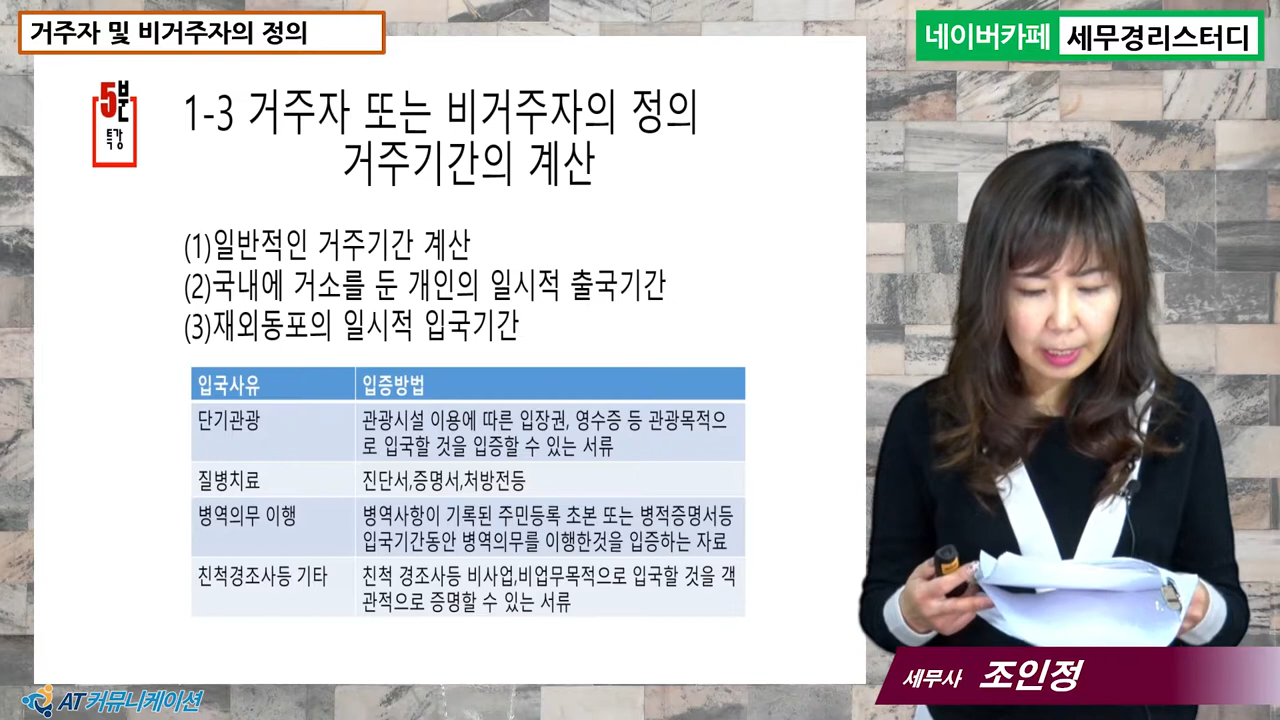 거주자 및 비거주자의 정의
네이버카페 세무경리스터디
5분
특강
1-3 거주자 또는 비거주자의 정의
거주기간의 계산
(1)일반적인 거주기간 계산
(2)국내에 거소를 둔 개인의 일시적 출국기간
(3)재외동포의 일시적 입국기간
입국사유 입증방법
단기관광 관광시설 이용에 따른 입장권, 영수증 등 관광목적으
로 입국할 것을 입증할 수 있는 서류
질병치료 진단서,증명서,처방전등
병역의무 이행 병역사항이 기록된 주민등록 초본 또는 병적증명서등
입국기간동안 병역의무를 이행한것을 입증하는 자료
친척경조사등 기타 친척 경조사등 비사업,비업무목적으로 입국할 것을 객
관적으로 증명할 수 있는 서류
세무사 조인정
AT커뮤니케이션